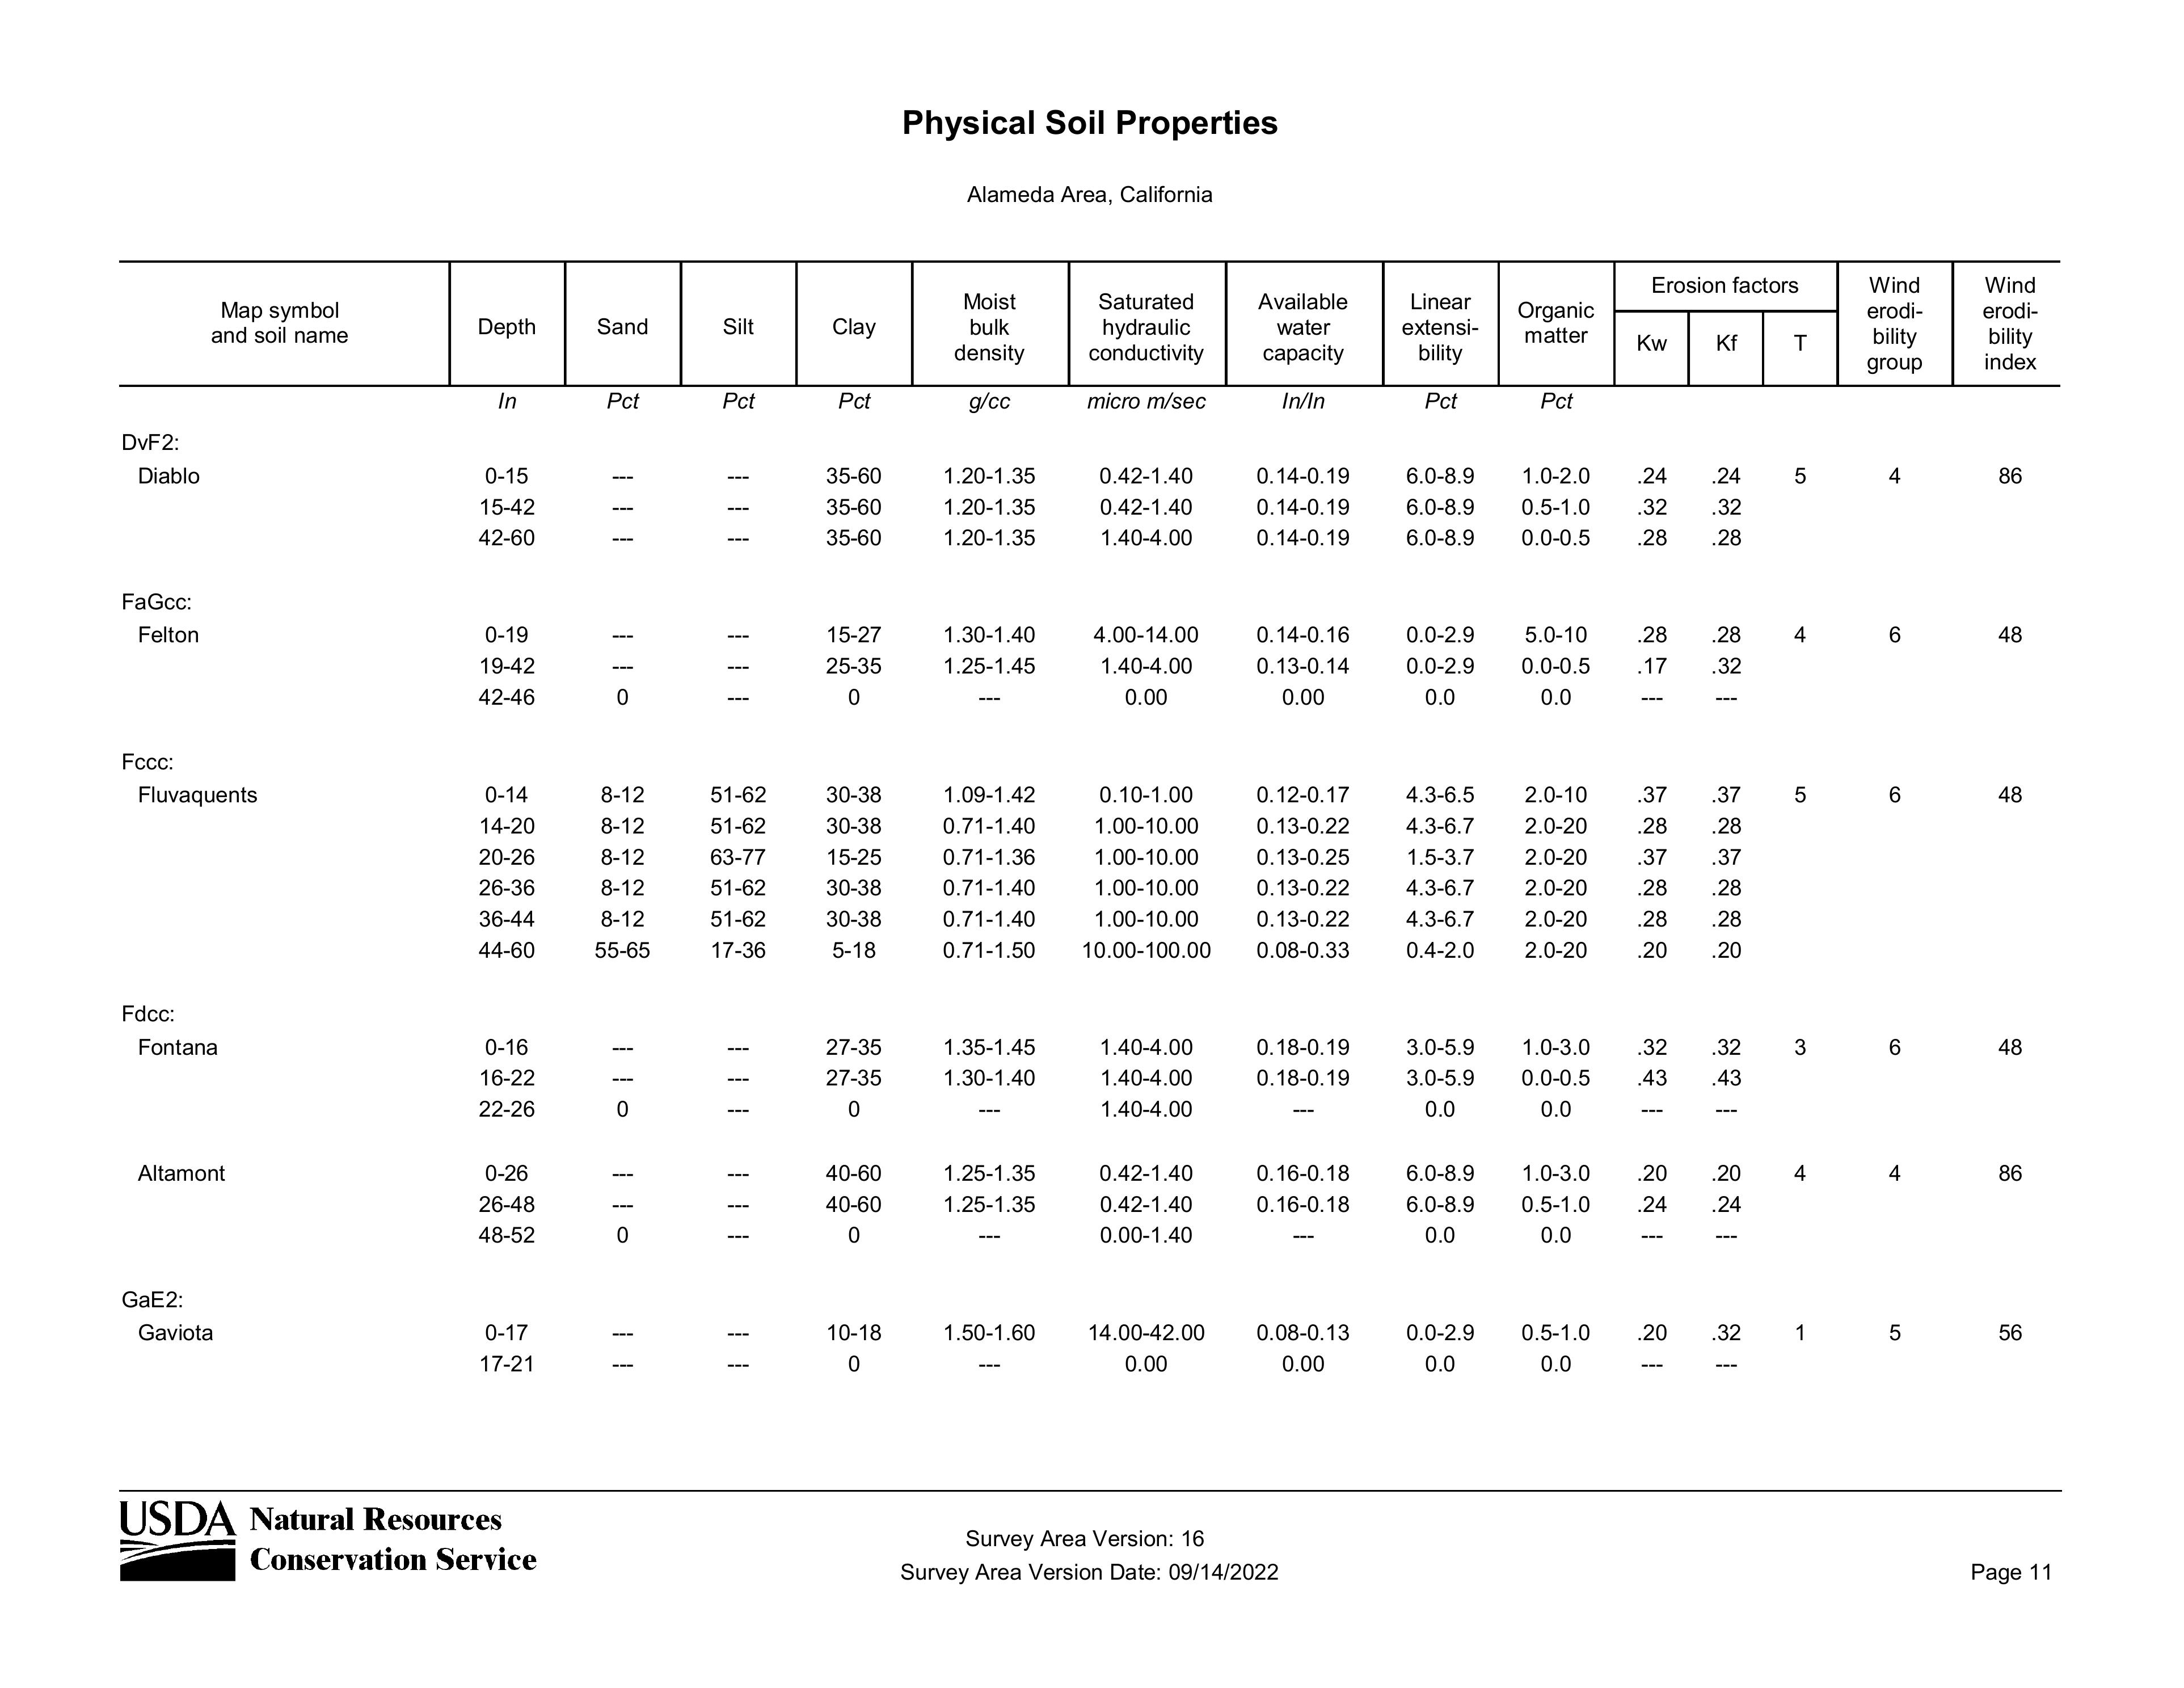 Physical Soil Properties
Alameda Area, California
Map symbol and soil name | Depth | Sand | Silt | Clay | Moist bulk density | Saturated hydraulic conductivity | Available water capacity | Linear extensi-bility | Organic matter | Erosion factors Kw | Kf | T | Wind erodi-bility group | Wind erodi-bility index
In Pct Pct Pct g/cc micro m/sec In/In Pct Pct
DvF2:
Diablo 0-15 --- --- 35-60 1.20-1.35 0.42-1.40 0.14-0.19 6.0-8.9 1.0-2.0 .24 .24 5 4 86
15-42 --- --- 35-60 1.20-1.35 0.42-1.40 0.14-0.19 6.0-8.9 0.5-1.0 .32 .32
42-60 --- --- 35-60 1.20-1.35 1.40-4.00 0.14-0.19 6.0-8.9 0.0-0.5 .28 .28
FaGcc:
Felton 0-19 --- --- 15-27 1.30-1.40 4.00-14.00 0.14-0.16 0.0-2.9 5.0-10 .28 .28 4 6 48
19-42 --- --- 25-35 1.25-1.45 1.40-4.00 0.13-0.14 0.0-2.9 0.0-0.5 .17 .32
42-46 0 --- 0 --- 0.00 0.00 0.0 0.0 --- ---
Fccc:
Fluvaquents 0-14 8-12 51-62 30-38 1.09-1.42 0.10-1.00 0.12-0.17 4.3-6.5 2.0-10 .37 .37 5 6 48
14-20 8-12 51-62 30-38 0.71-1.40 1.00-10.00 0.13-0.22 4.3-6.7 2.0-20 .28 .28
20-26 8-12 63-77 15-25 0.71-1.36 1.00-10.00 0.13-0.25 1.5-3.7 2.0-20 .37 .37
26-36 8-12 51-62 30-38 0.71-1.40 1.00-10.00 0.13-0.22 4.3-6.7 2.0-20 .28 .28
36-44 8-12 51-62 30-38 0.71-1.40 1.00-10.00 0.13-0.22 4.3-6.7 2.0-20 .28 .28
44-60 55-65 17-36 5-18 0.71-1.50 10.00-100.00 0.08-0.33 0.4-2.0 2.0-20 .20 .20
Fdcc:
Fontana 0-16 --- --- 27-35 1.35-1.45 1.40-4.00 0.18-0.19 3.0-5.9 1.0-3.0 .32 .32 3 6 48
16-22 --- --- 27-35 1.30-1.40 1.40-4.00 0.18-0.19 3.0-5.9 0.0-0.5 .43 .43
22-26 0 --- 0 --- 1.40-4.00 --- 0.0 0.0 --- ---
Altamont 0-26 --- --- 40-60 1.25-1.35 0.42-1.40 0.16-0.18 6.0-8.9 1.0-3.0 .20 .20 4 4 86
26-48 --- --- 40-60 1.25-1.35 0.42-1.40 0.16-0.18 6.0-8.9 0.5-1.0 .24 .24
48-52 0 --- 0 --- 0.00-1.40 --- 0.0 0.0 --- ---
GaE2:
Gaviota 0-17 --- --- 10-18 1.50-1.60 14.00-42.00 0.08-0.13 0.0-2.9 0.5-1.0 .20 .32 1 5 56
17-21 --- --- 0 --- 0.00 0.00 0.0 0.0 --- ---
USDA Natural Resources
Conservation Service
Survey Area Version: 16
Survey Area Version Date: 09/14/2022
Page 11